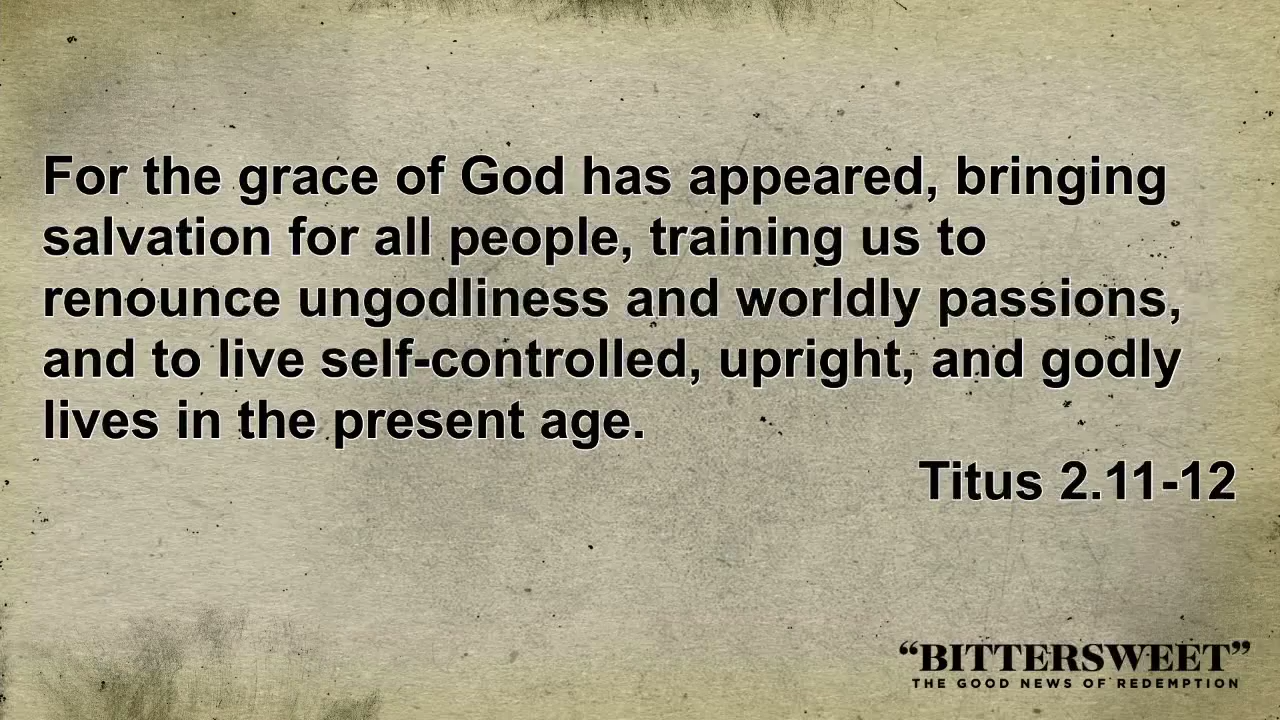 For the grace of God has appeared, bringing
salvation for all people, training us to
renounce ungodliness and worldly passions,
and to live self-controlled, upright, and godly
lives in the present age.
Titus 2.11-12
“BITTERSWEET”
THE GOOD NEWS OF REDEMPTION